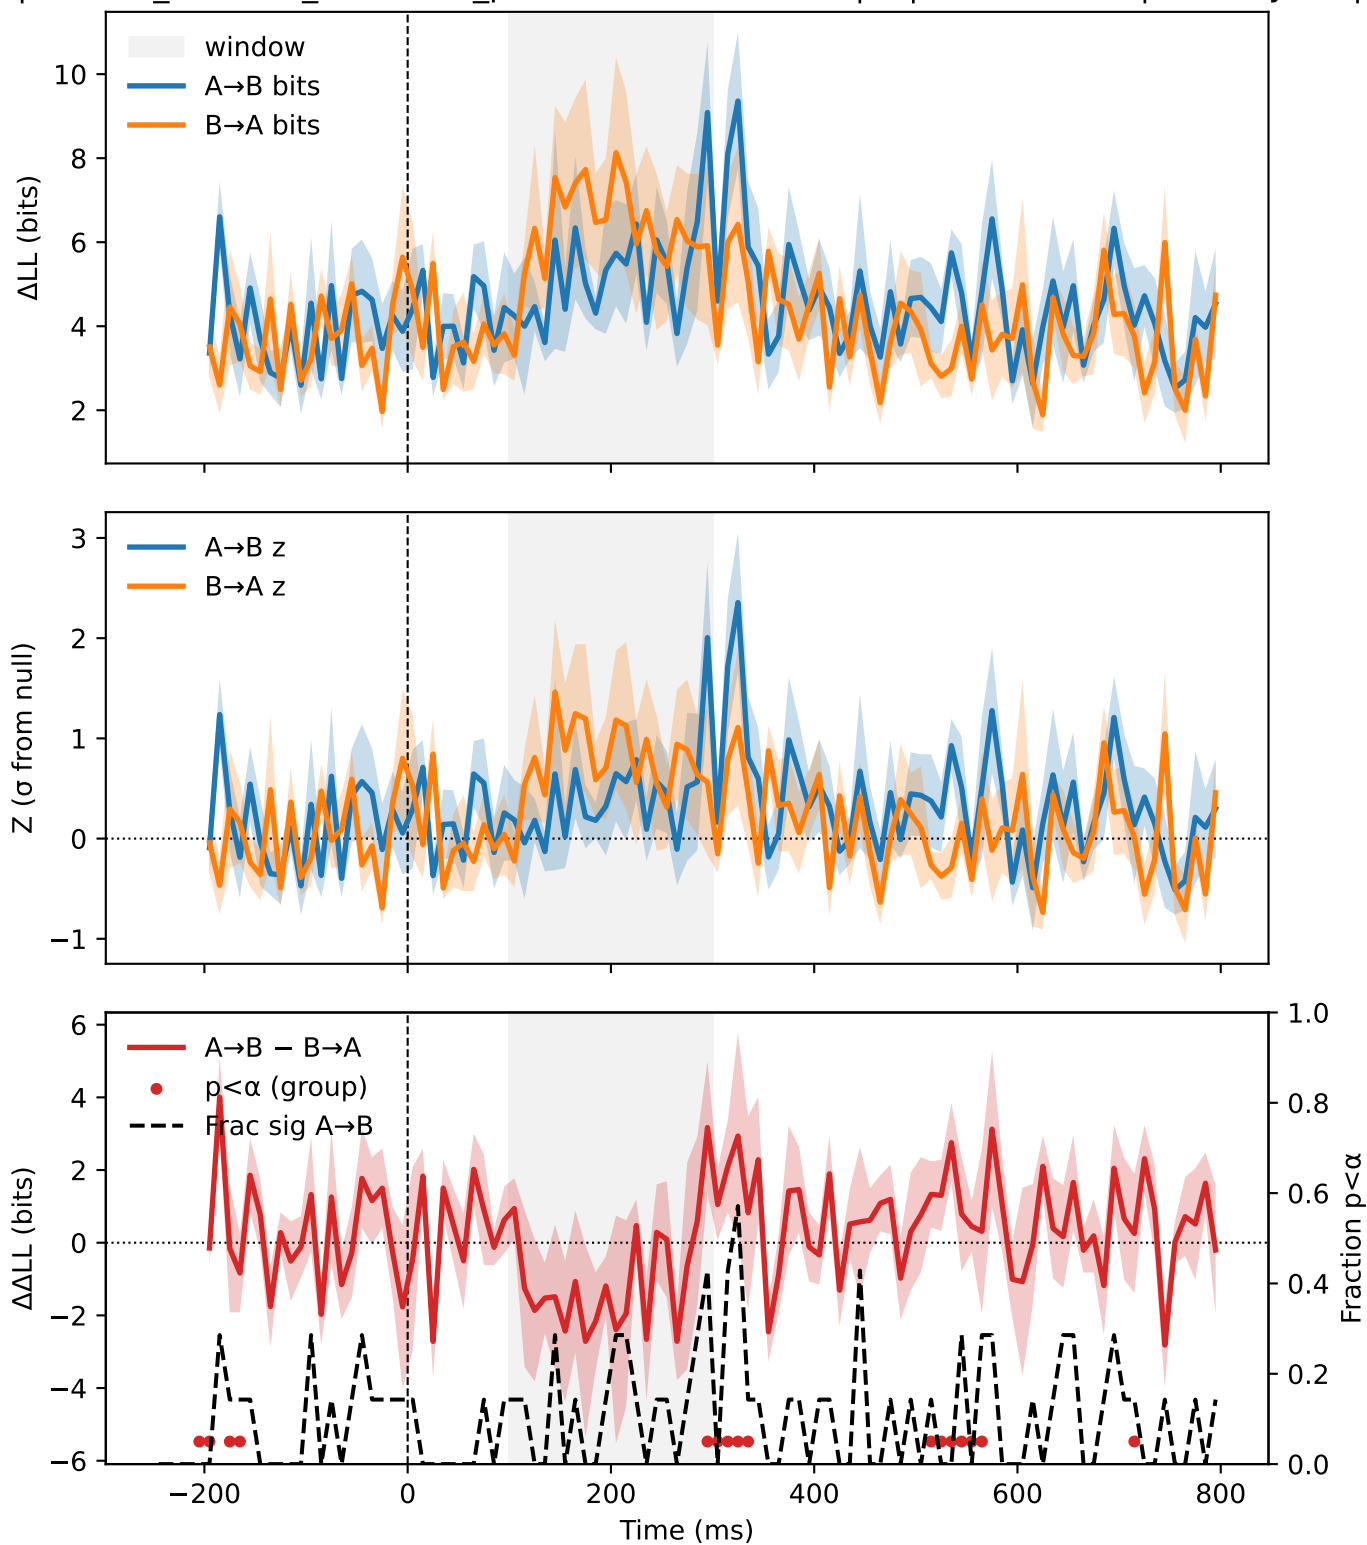 window
A→B bits
B→A bits
10
8
6
4
2
ΔLL (bits)
A→B z
B→A z
3
2
1
0
−1
Z (σ from null)
A→B − B→A
p<α (group)
Frac sig A→B
6
4
2
0
−2
−4
−6
ΔΔLL (bits)
1.0
0.8
0.6
0.4
0.2
0.0
Fraction p<α
−200
0
200
400
600
800
Time (ms)